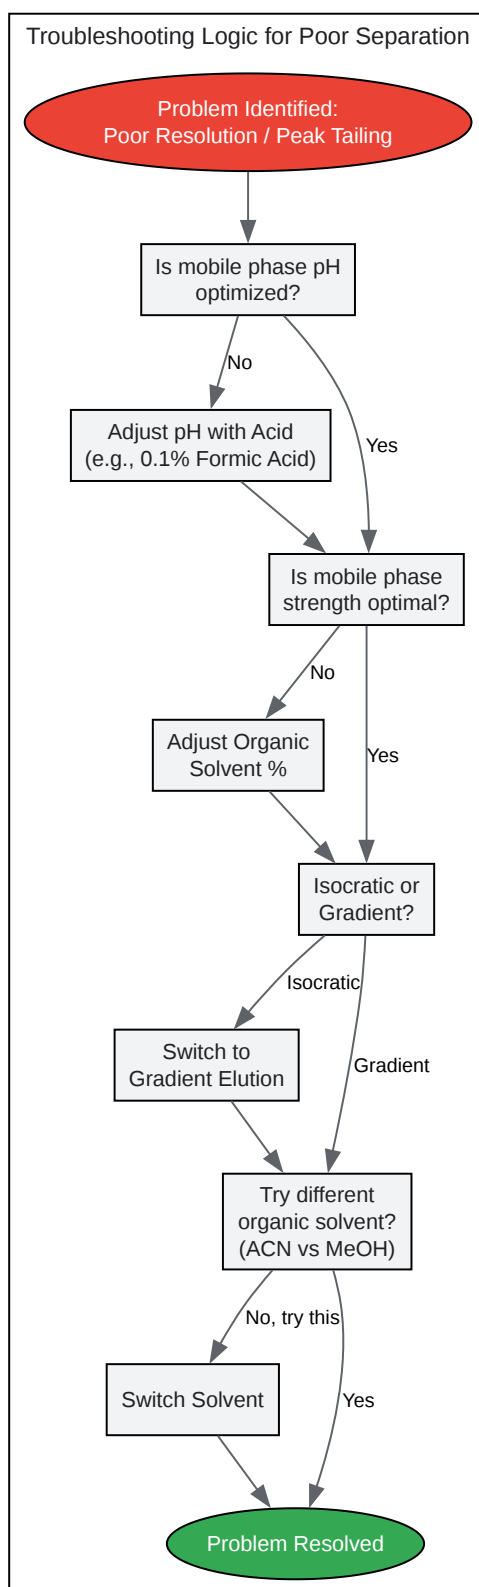 Troubleshooting Logic for Poor Separation
Problem Identified:
Poor Resolution / Peak Tailing
Is mobile phase pH
optimized?
No
Yes
Adjust pH with Acid
(e.g., 0.1% Formic Acid)
Is mobile phase
strength optimal?
No
Yes
Adjust Organic
Solvent %
Isocratic or
Gradient?
Isocratic
Gradient
Switch to
Gradient Elution
Try different
organic solvent?
(ACN vs MeOH)
No, try this
Yes
Switch Solvent
Problem Resolved